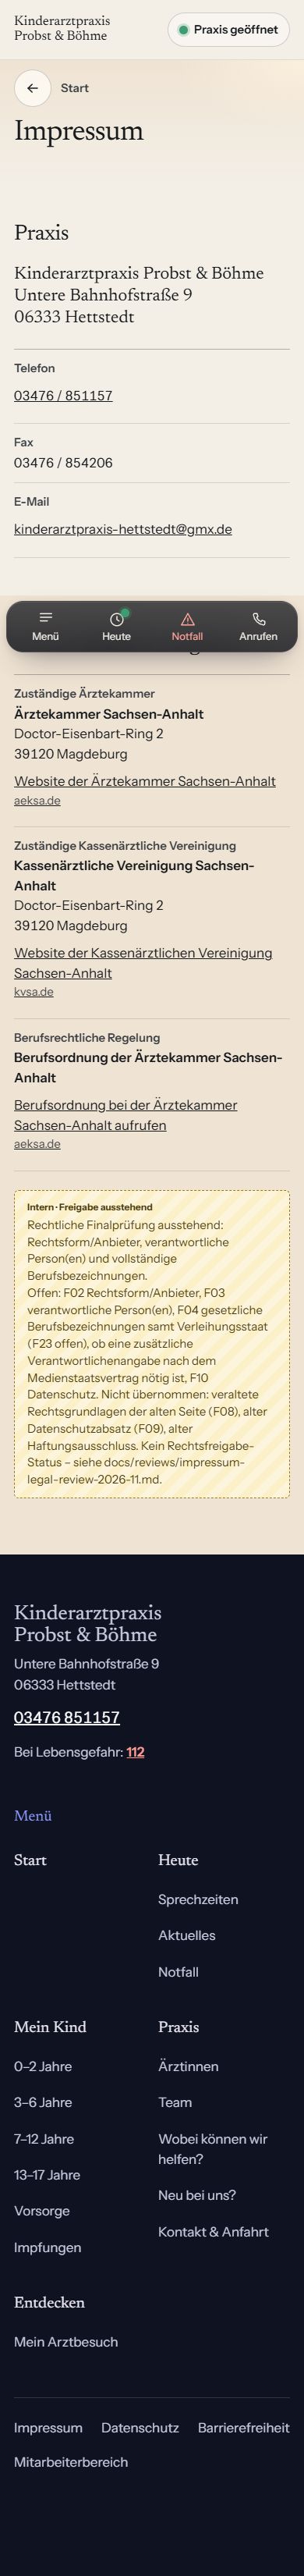 Kinderarztpraxis
Probst & Böhme
Praxis geöffnet
Start
Impressum
Praxis
Kinderarztpraxis Probst & Böhme
Untere Bahnhofstraße 9
06333 Hettstedt
Telefon
03476 / 851157
Fax
03476 / 854206
E-Mail
kinderarztpraxis-hettstedt@gmx.de
Menü
Heute
Notfall
Anrufen
Zuständige Ärztekammer
Ärztekammer Sachsen-Anhalt
Doctor-Eisenbart-Ring 2
39120 Magdeburg
Website der Ärztekammer Sachsen-Anhalt
aeksa.de
Zuständige Kassenärztliche Vereinigung
Kassenärztliche Vereinigung Sachsen-
Anhalt
Doctor-Eisenbart-Ring 2
39120 Magdeburg
Website der Kassenärztlichen Vereinigung
Sachsen-Anhalt
kvsa.de
Berufsrechtliche Regelung
Berufsordnung der Ärztekammer Sachsen-
Anhalt
Berufsordnung bei der Ärztekammer
Sachsen-Anhalt aufrufen
aeksa.de
Intern · Freigabe ausstehend
Rechtliche Finalprüfung ausstehend:
Rechtsform/Anbieter, verantwortliche
Person(en) und vollständige
Berufsbezeichnungen.
Offen: F02 Rechtsform/Anbieter, F03
verantwortliche Person(en), F04 gesetzliche
Berufsbezeichnungen samt Verleihungsstaat
(F23 offen), ob eine zusätzliche
Verantwortlichenangabe nach dem
Medienstaatsvertrag nötig ist, F10
Datenschutz. Nicht übernommen: veraltete
Rechtsgrundlagen der alten Seite (F08), alter
Datenschutzabsatz (F09), alter
Haftungsausschluss. Kein Rechtsfreigabe-
Status – siehe docs/reviews/impressum-
legal-review-2026-11.md.
Kinderarztpraxis
Probst & Böhme
Untere Bahnhofstraße 9
06333 Hettstedt
03476 851157
Bei Lebensgefahr: 112
Menü
Start
Heute
Sprechzeiten
Aktuelles
Notfall
Mein Kind
0–2 Jahre
3–6 Jahre
7–12 Jahre
13–17 Jahre
Vorsorge
Impfungen
Praxis
Ärztinnen
Team
Wobei können wir
helfen?
Neu bei uns?
Kontakt & Anfahrt
Entdecken
Mein Arztbesuch
Impressum
Datenschutz
Barrierefreiheit
Mitarbeiterbereich